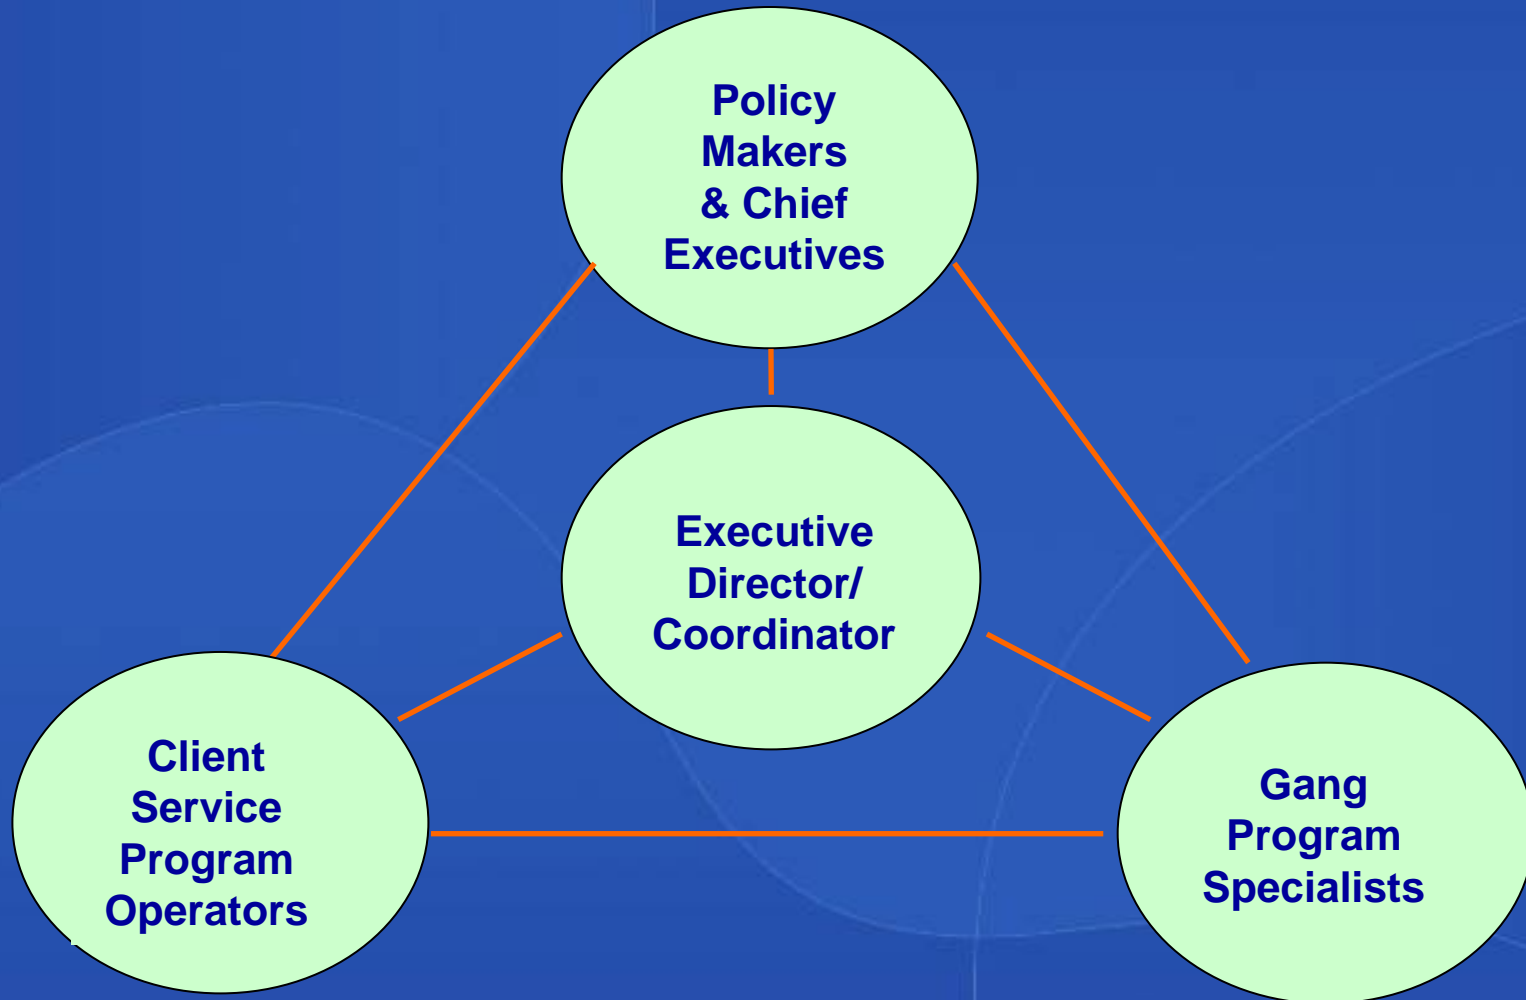 Policy
Makers
& Chief
Executives
Executive
Director/
Coordinator
Client
Service
Program
Operators
Gang
Program
Specialists